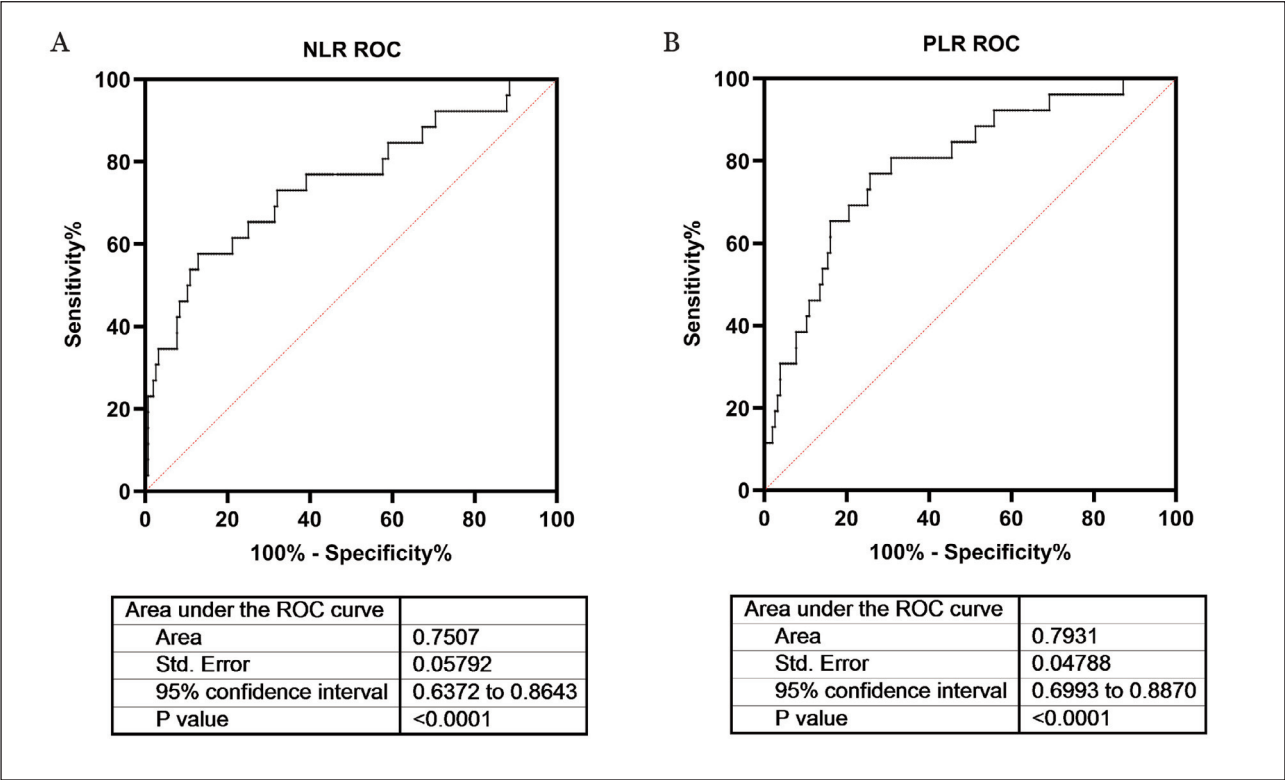 A
NLR ROC
100
80
60
40
20
0
Sensitivity%
0 20 40 60 80 100
100% - Specificity%
Area under the ROC curve
Area 0.7507
Std. Error 0.05792
95% confidence interval 0.6372 to 0.8643
P value <0.0001
B
PLR ROC
100
80
60
40
20
0
Sensitivity%
0 20 40 60 80 100
100% - Specificity%
Area under the ROC curve
Area 0.7931
Std. Error 0.04788
95% confidence interval 0.6993 to 0.8870
P value <0.0001